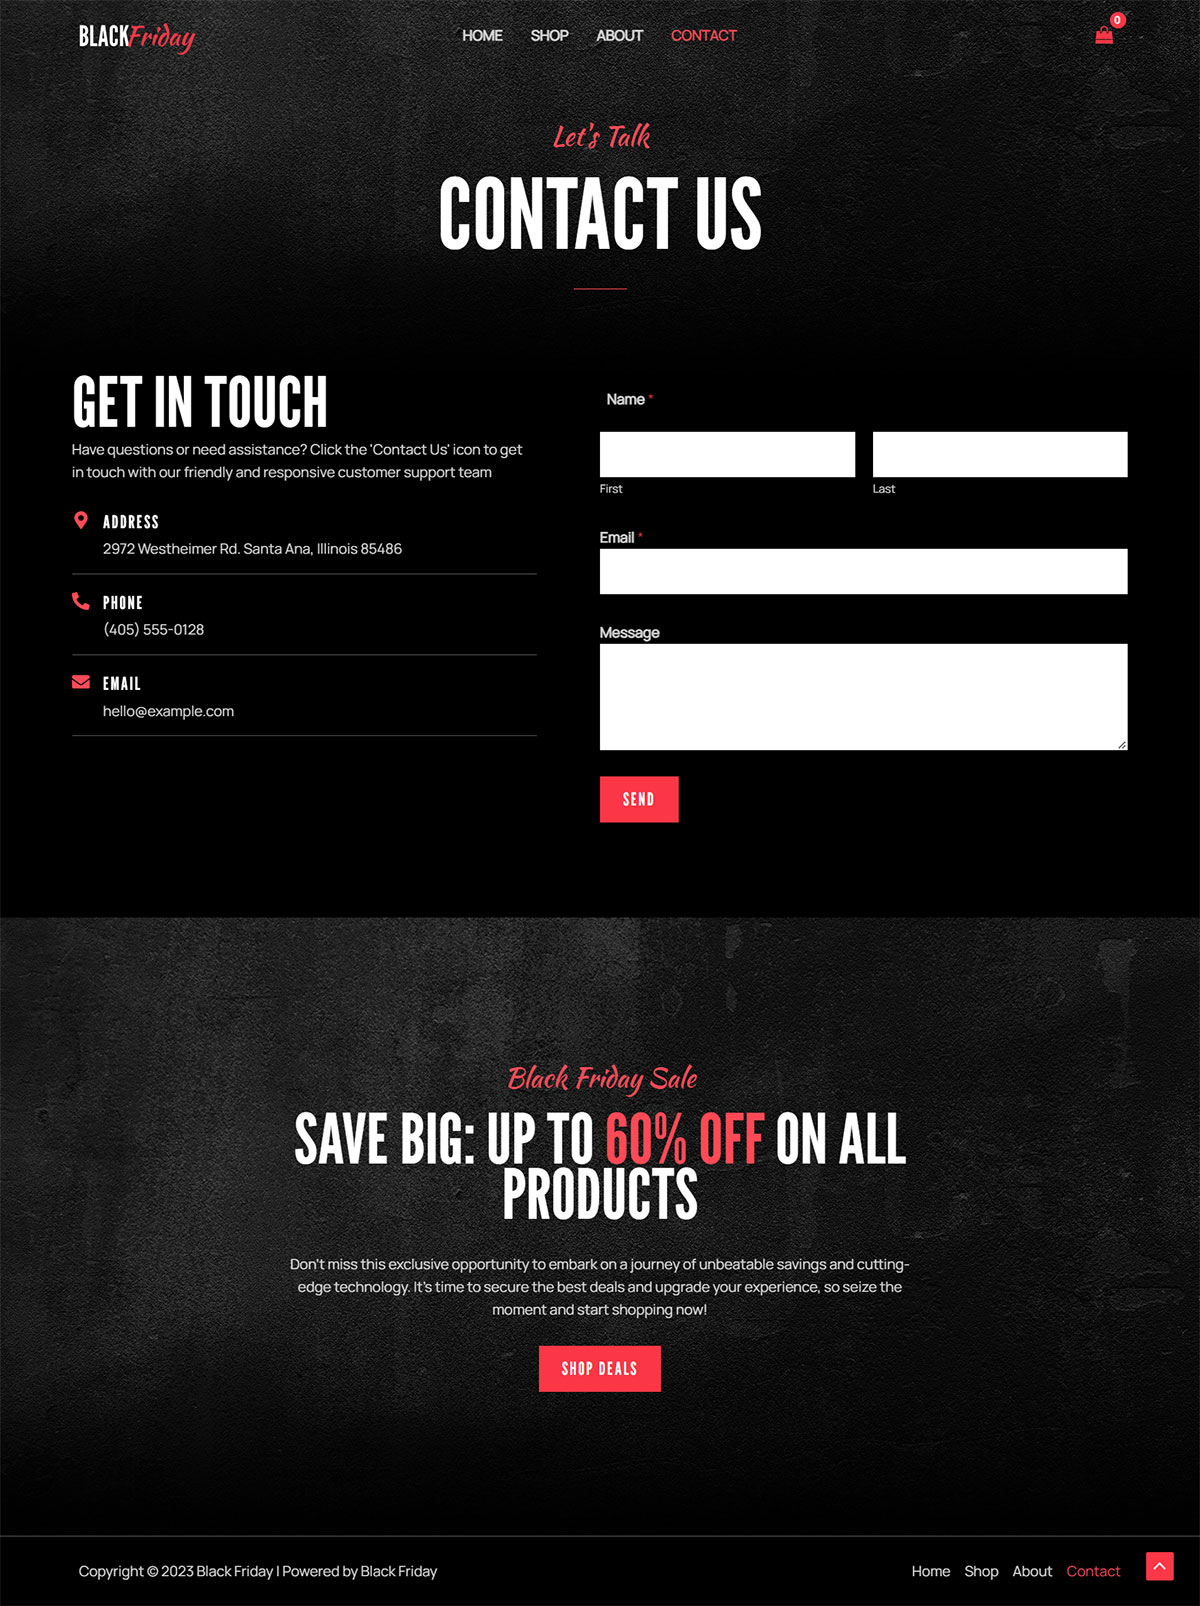 BLACKFriday
HOME SHOP ABOUT CONTACT
0
Let's Talk
CONTACT US
GET IN TOUCH
Have questions or need assistance? Click the 'Contact Us' icon to get
in touch with our friendly and responsive customer support team
ADDRESS
2972 Westheimer Rd. Santa Ana, Illinois 85486
PHONE
(405) 555-0128
EMAIL
hello@example.com
Name *
First Last
Email *
Message
SEND
Black Friday Sale
SAVE BIG: UP TO 60% OFF ON ALL
PRODUCTS
Don't miss this exclusive opportunity to embark on a journey of unbeatable savings and cutting-
edge technology. It's time to secure the best deals and upgrade your experience, so seize the
moment and start shopping now!
SHOP DEALS
Copyright © 2023 Black Friday | Powered by Black Friday
Home Shop About Contact